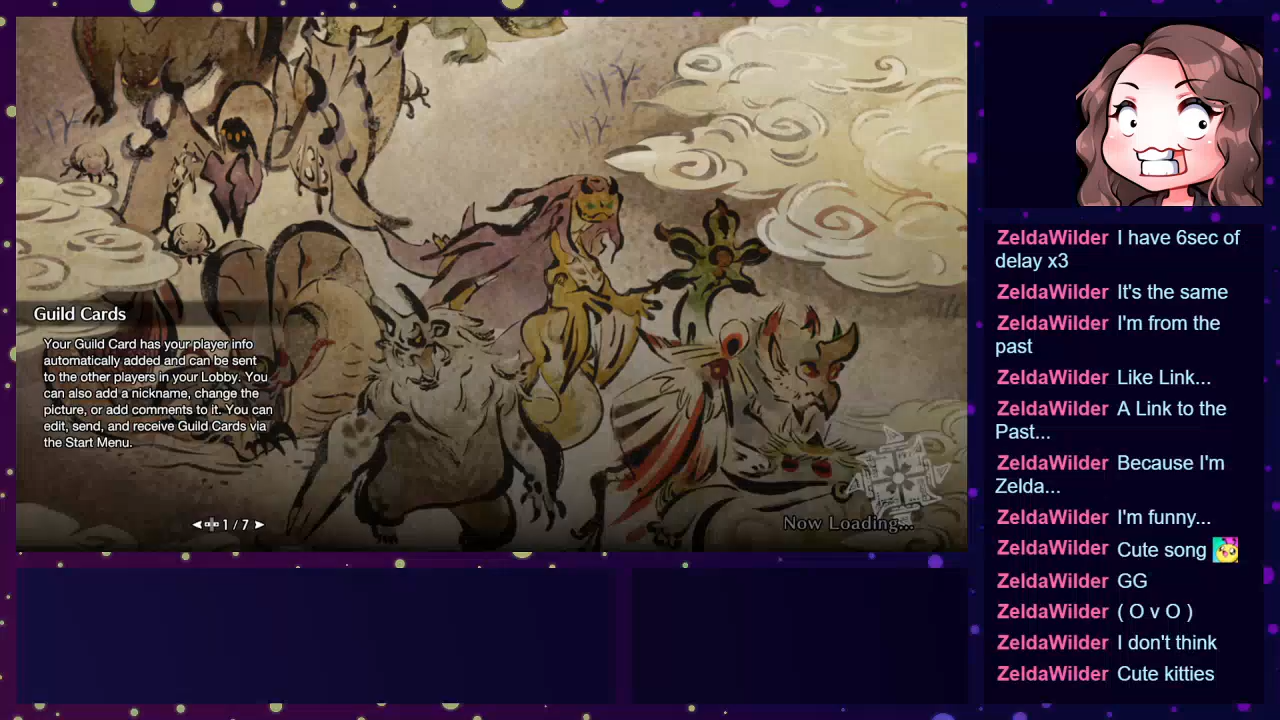 Guild Cards
Your Guild Card has your player info
automatically added and can be sent
to the other players in your Lobby. You
can also add a nickname, change the
picture, or add comments to it. You can
edit, send, and receive Guild Cards via
the Start Menu.
1 / 7
Now Loading...
ZeldaWilder I have 6sec of
delay x3
ZeldaWilder It's the same
ZeldaWilder I'm from the
past
ZeldaWilder Like Link...
ZeldaWilder A Link to the
Past...
ZeldaWilder Because I'm
Zelda...
ZeldaWilder I'm funny...
ZeldaWilder Cute song
ZeldaWilder GG
ZeldaWilder ( O v O )
ZeldaWilder I don't think
ZeldaWilder Cute kitties